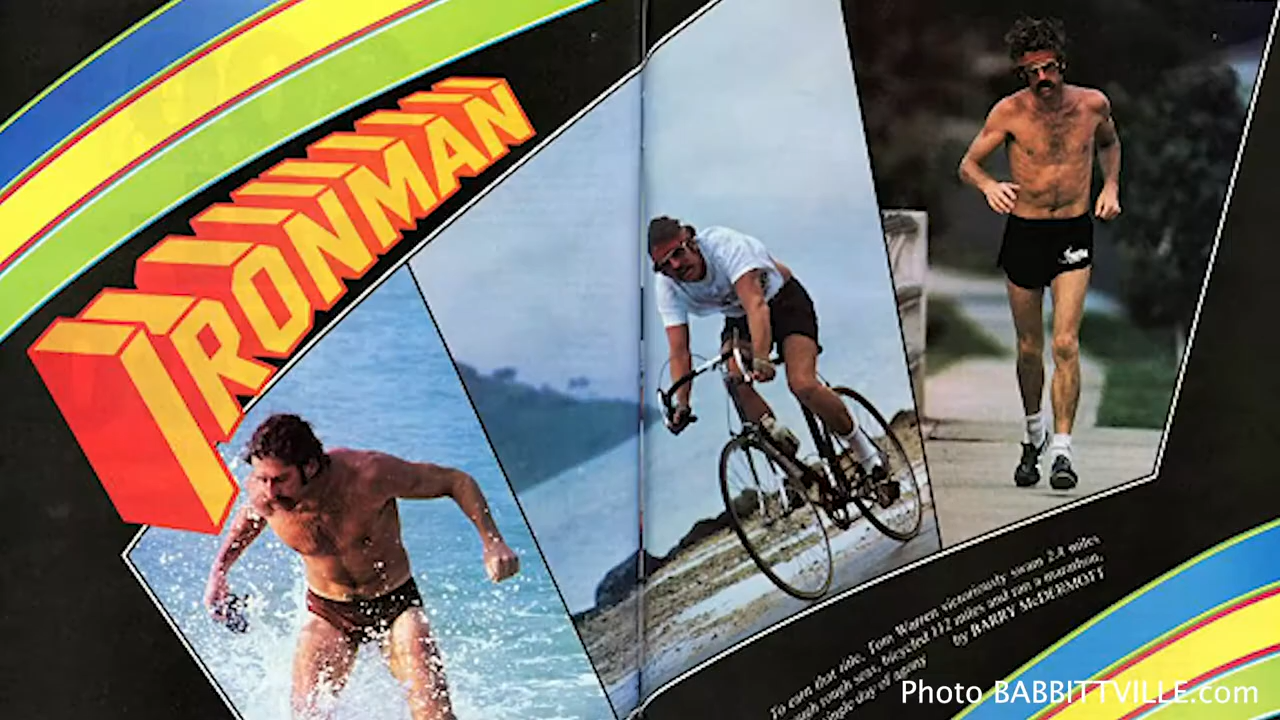 IRONMAN
To earn that title, Tom Warren victoriously swam 2.4 miles
rough seas, bicycled 112 miles and ran a marathon,
single day of agony
by BARRY McDERMOTT
Photo BABBITTVILLE.com